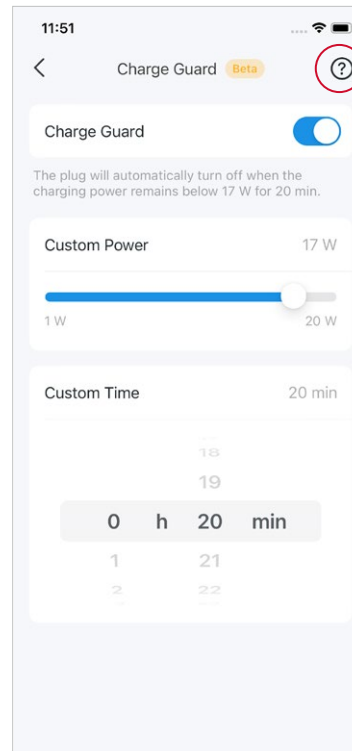 11:51
Charge Guard Beta ?
Charge Guard
The plug will automatically turn off when the
charging power remains below 17 W for 20 min.
Custom Power 17 W
1 W 20 W
Custom Time 20 min
18
19
0 h 20 min
1 21
2 22